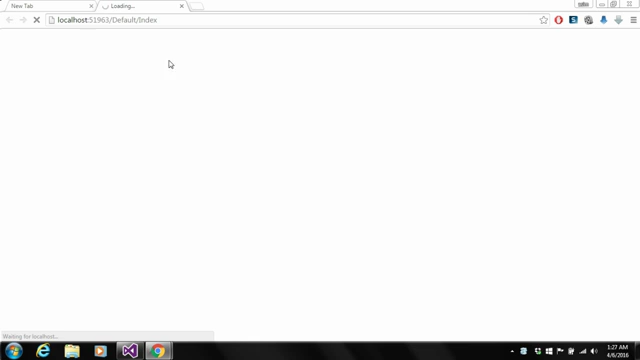 New Tab
Loading...
localhost:51963/Default/Index
Waiting for localhost...
1:27 AM
4/6/2016